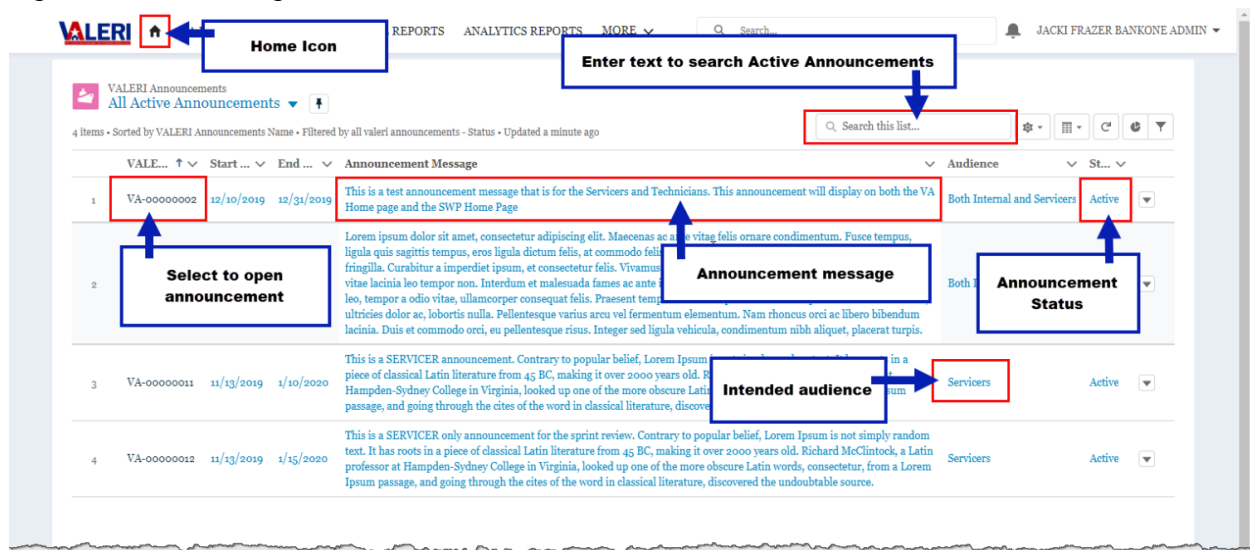 VALERI
Home Icon
REPORTS ANALYTICS REPORTS MORE
Search...
JACKI FRAZER BANKONE ADMIN
Enter text to search Active Announcements
VALERI Announcements
All Active Announcements
4 items • Sorted by VALERI Announcements Name • Filtered by all valeri announcements - Status • Updated a minute ago
Search this list...
VALE... Start ... End ... Announcement Message Audience St...
1 VA-00000002 12/10/2019 12/31/2019 This is a test announcement message that is for the Servicers and Technicians. This announcement will display on both the VA Both Internal and Servicers Active
Home page and the SWP Home Page
Lorem ipsum dolor sit amet, consectetur adipiscing elit. Maecenas ac vitae felis ornare condimentum. Fusce tempus,
ligula quis sagittis tempus, eros ligula dictum felis, at commodo
fringilla. Curabitur a imperdiet ipsum, et consectetur felis. Vivamus
vitae lacinia leo tempor non. Interdum et malesuada fames ac ante
2 Both
leo, tempor a odio vitae, ullamcorper consequat felis. Praesent
ultricies dolor ac, lobortis nulla. Pellentesque varius arcu vel fermentum elementum. Nam rhoncus orci ac libero bibendum
lacinia. Duis et commodo orci, eu pellentesque risus. Integer sed ligula vehicula, condimentum nibh aliquet, placerat turpis.
Select to open
announcement
Announcement message
Announcement
Status
This is a SERVICER announcement. Contrary to popular belief, Lorem Ipsum in a
piece of classical Latin literature from 45 BC, making it over 2000 years old.
3 VA-00000011 11/13/2019 1/10/2020 Servicers Active
Hampden-Sydney College in Virginia, looked up one of the more obscure
passage, and going through the cites of the word in classical literature,
Intended audience
This is a SERVICER only announcement for the sprint review. Contrary to popular belief, Lorem Ipsum is not simply random
text. It has roots in a piece of classical Latin literature from 45 BC, making it over 2000 years old. Richard McClintock, a Latin
4 VA-00000012 11/13/2019 1/15/2020 Servicers Active
professor at Hampden-Sydney College in Virginia, looked up one of the more obscure Latin words, consectetur, from a Lorem
Ipsum passage, and going through the cites of the word in classical literature, discovered the undoubtable source.